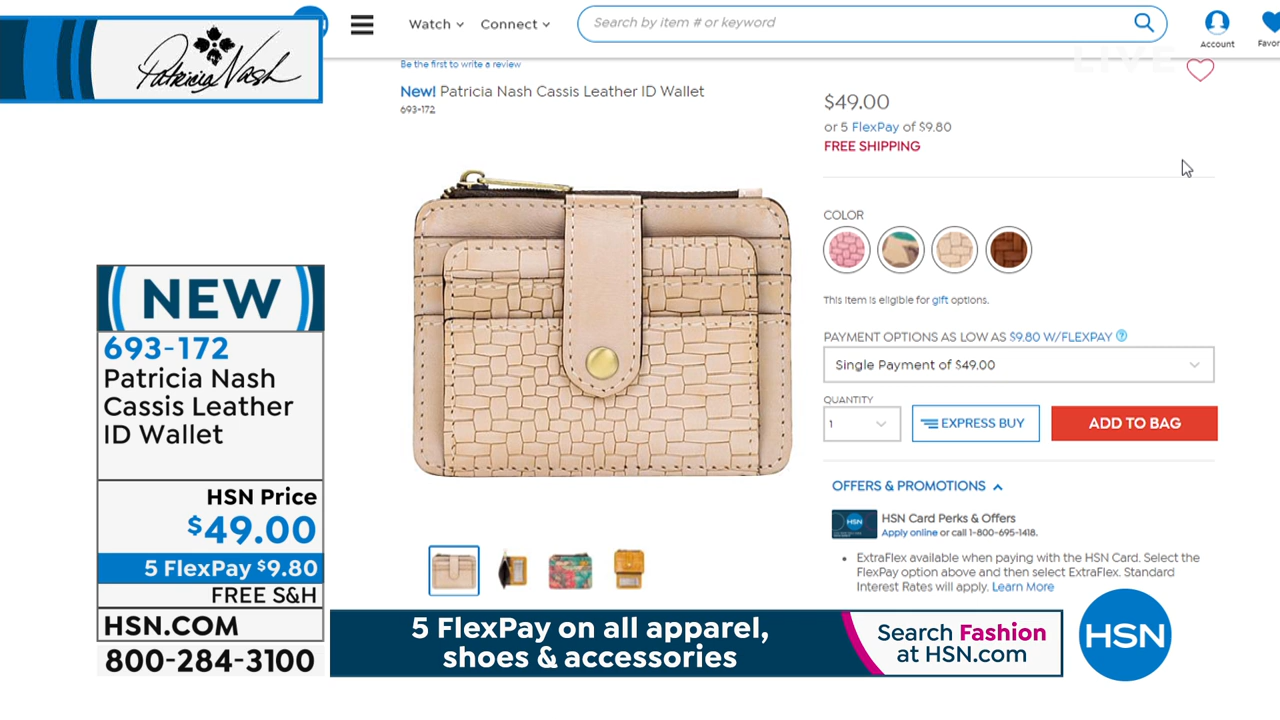 Patricia Nash
Watch
Connect
Search by item # or keyword
Account
LIVE
Be the first to write a review
New! Patricia Nash Cassis Leather ID Wallet
693-172
$49.00
or 5 FlexPay of $9.80
FREE SHIPPING
COLOR
This item is eligible for gift options.
PAYMENT OPTIONS AS LOW AS $9.80 W/FLEXPAY ?
Single Payment of $49.00
QUANTITY
1
EXPRESS BUY
ADD TO BAG
OFFERS & PROMOTIONS
HSN
HSN Card Perks & Offers
Apply online or call 1-800-695-1418.
ExtraFlex available when paying with the HSN Card. Select the
FlexPay option above and then select ExtraFlex. Standard
Interest Rates will apply. Learn More
NEW
693-172
Patricia Nash
Cassis Leather
ID Wallet
HSN Price
$49.00
5 FlexPay $9.80
FREE S&H
HSN.COM
800-284-3100
5 FlexPay on all apparel,
shoes & accessories
Search Fashion
at HSN.com
HSN